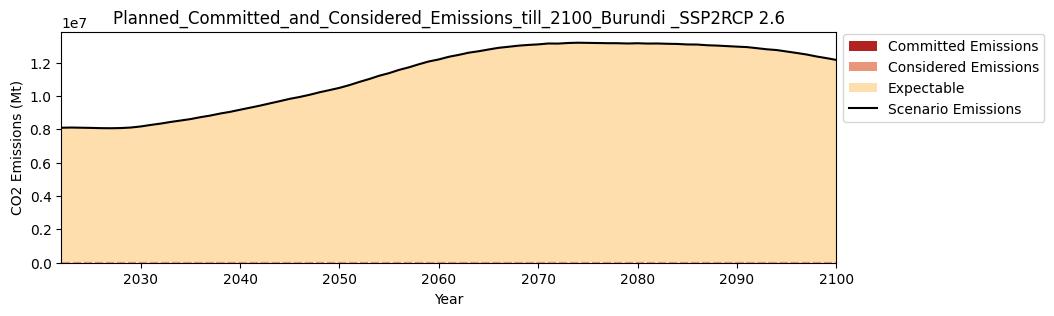 Planned_Committed_and_Considered_Emissions_till_2100_Burundi _SSP2RCP 2.6
1e7
CO2 Emissions (Mt)
1.2
1.0
0.8
0.6
0.4
0.2
0.0
2030 2040 2050 2060 2070 2080 2090 2100
Year
Committed Emissions
Considered Emissions
Expectable
Scenario Emissions